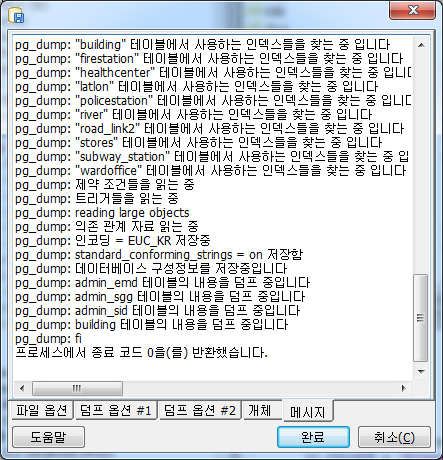 pg_dump: "building" 테이블에서 사용하는 인덱스들을 찾는 중 입니다
pg_dump: "firestation" 테이블에서 사용하는 인덱스들을 찾는 중 입니다
pg_dump: "healthcenter" 테이블에서 사용하는 인덱스들을 찾는 중 입
pg_dump: "latlon" 테이블에서 사용하는 인덱스들을 찾는 중 입니다
pg_dump: "policestation" 테이블에서 사용하는 인덱스들을 찾는 중 입니
pg_dump: "river" 테이블에서 사용하는 인덱스들을 찾는 중 입니다
pg_dump: "road_link2" 테이블에서 사용하는 인덱스들을 찾는 중 입니다
pg_dump: "stores" 테이블에서 사용하는 인덱스들을 찾는 중 입니다
pg_dump: "subway_station" 테이블에서 사용하는 인덱스들을 찾는 중 입
pg_dump: "wardoffice" 테이블에서 사용하는 인덱스들을 찾는 중 입니다
pg_dump: 제약 조건들을 읽는 중
pg_dump: 트리거들을 읽는 중
pg_dump: reading large objects
pg_dump: 의존 관계 자료 읽는 중
pg_dump: 인코딩 = EUC_KR 저장중
pg_dump: standard_conforming_strings = on 저장함
pg_dump: 데이터베이스 구성정보를 저장중입니다
pg_dump: admin_emd 테이블의 내용을 덤프 중입니다
pg_dump: admin_sgg 테이블의 내용을 덤프 중입니다
pg_dump: admin_sid 테이블의 내용을 덤프 중입니다
pg_dump: building 테이블의 내용을 덤프 중입니다
pg_dump: fi
프로세스에서 종료 코드 0을(를) 반환했습니다.
파일 옵션 덤프 옵션 #1 덤프 옵션 #2 개체 메시지
도움말 완료 취소(C)